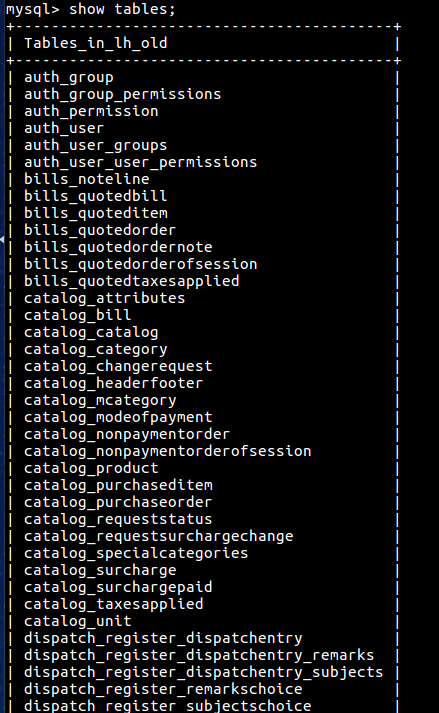 mysql> show tables;
+------------------------------------------+
| Tables_in_lh_old                         |
+------------------------------------------+
| auth_group                               |
| auth_group_permissions                   |
| auth_permission                          |
| auth_user                                |
| auth_user_groups                         |
| auth_user_user_permissions               |
| bills_noteline                           |
| bills_quotedbill                         |
| bills_quoteditem                         |
| bills_quotedorder                        |
| bills_quotedordernote                    |
| bills_quotedorderofsession               |
| bills_quotedtaxesapplied                 |
| catalog_attributes                       |
| catalog_bill                             |
| catalog_catalog                          |
| catalog_category                         |
| catalog_changerequest                    |
| catalog_headerfooter                     |
| catalog_mcategory                        |
| catalog_modeofpayment                    |
| catalog_nonpaymentorder                  |
| catalog_nonpaymentorderofsession         |
| catalog_product                          |
| catalog_purchaseditem                    |
| catalog_purchaseorder                    |
| catalog_requeststatus                    |
| catalog_requestsurchargechange           |
| catalog_specialcategories                |
| catalog_surcharge                        |
| catalog_surchargepaid                    |
| catalog_taxesapplied                     |
| catalog_unit                             |
| dispatch_register_dispatchentry          |
| dispatch_register_dispatchentry_remarks  |
| dispatch_register_dispatchentry_subjects |
| dispatch_register_remarkschoice          |
| dispatch_register_subjectschoice         |